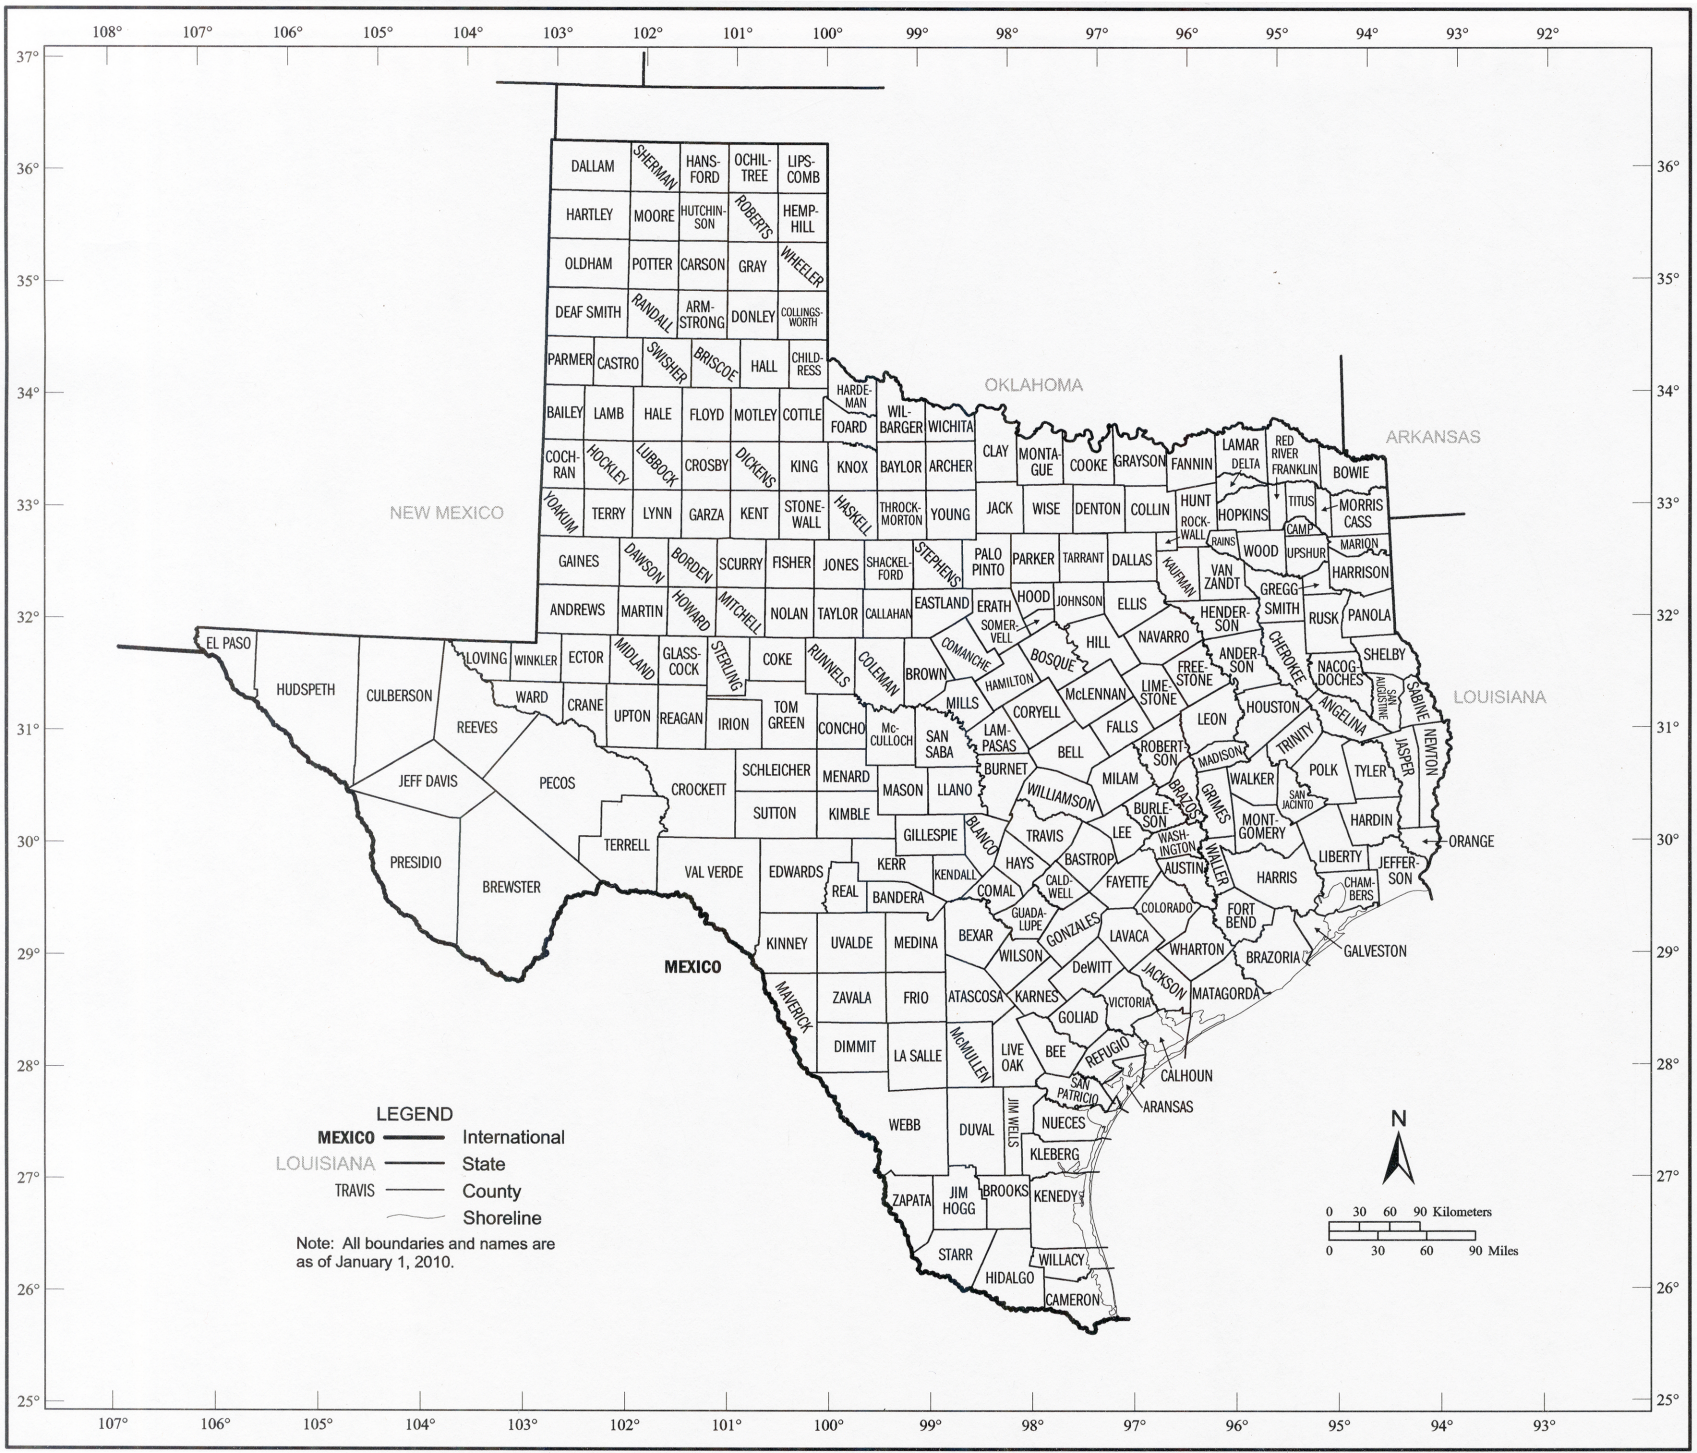 108° 107° 106° 105° 104° 103° 102° 101° 100° 99° 98° 97° 96° 95° 94° 93° 92°
37°
36° 36°
35° 35°
34° 34°
33° 33°
32° 32°
31° 31°
30° 30°
29° 29°
28° 28°
27° 27°
26° 26°
25° 25°
DALLAM
SHERMAN
HANS-
FORD
OCHIL-
TREE
LIPS-
COMB
HARTLEY
MOORE
HUTCHIN-
SON
ROBERTS
HEMP-
HILL
OLDHAM
POTTER
CARSON
GRAY
WHEELER
DEAF SMITH
RANDALL
ARM-
STRONG
DONLEY
COLLINGS-
WORTH
PARMER
CASTRO
SWISHER
BRISCOE
HALL
CHILD-
RESS
HARDE-
MAN
OKLAHOMA
BAILEY
LAMB
HALE
FLOYD
MOTLEY
COTTLE
FOARD
WIL-
BARGER
WICHITA
ARKANSAS
COCH-
RAN
HOCKLEY
LUBBOCK
CROSBY
DICKENS
KING
KNOX
BAYLOR
ARCHER
CLAY
MONTA-
GUE
COOKE
GRAYSON
FANNIN
LAMAR
DELTA
RED
RIVER
FRANKLIN
BOWIE
NEW MEXICO
YOAKUM
TERRY
LYNN
GARZA
KENT
STONE-
WALL
HASKELL
THROCK-
MORTON
YOUNG
JACK
WISE
DENTON
COLLIN
HUNT
ROCK-
WALL
HOPKINS
TITUS
MORRIS
CASS
CAMP
GAINES
DAWSON
BORDEN
SCURRY
FISHER
JONES
SHACKEL-
FORD
STEPHENS
PALO
PINTO
PARKER
TARRANT
DALLAS
KAUFMAN
RAINS
WOOD
UPSHUR
MARION
VAN
ZANDT
HARRISON
GREGG
SMITH
ANDREWS
MARTIN
HOWARD
MITCHELL
NOLAN
TAYLOR
CALLAHAN
EASTLAND
ERATH
HOOD
SOMER-
VELL
JOHNSON
ELLIS
HENDER-
SON
RUSK
PANOLA
EL PASO
HUDSPETH
CULBERSON
LOVING
WINKLER
ECTOR
MIDLAND
GLASS-
COCK
STERLING
COKE
RUNNELS
COLEMAN
BROWN
COMANCHE
BOSQUE
HILL
NAVARRO
ANDER-
SON
CHEROKEE
NACOG-
DOCHES
SHELBY
REEVES
WARD
CRANE
UPTON
REAGAN
IRION
TOM
GREEN
CONCHO
Mc-
CULLOCH
SAN
SABA
MILLS
HAMILTON
CORYELL
McLENNAN
LIME-
STONE
FREE-
STONE
LEON
HOUSTON
ANGELINA
SAN
AUGUSTINE
SABINE
LOUISIANA
JEFF DAVIS
PECOS
CROCKETT
SCHLEICHER
MENARD
MASON
LLANO
BURNET
LAM-
PASAS
BELL
FALLS
MILAM
ROBERT-
SON
MADISON
TRINITY
WALKER
POLK
TYLER
JASPER
NEWTON
SUTTON
KIMBLE
WILLIAMSON
BURLE-
SON
BRAZOS
GRIMES
SAN
JACINTO
MONT-
GOMERY
HARDIN
PRESIDIO
BREWSTER
TERRELL
VAL VERDE
EDWARDS
GILLESPIE
KERR
REAL
BANDERA
KENDALL
BLANCO
HAYS
TRAVIS
LEE
WASH-
INGTON
WALLER
LIBERTY
ORANGE
JEFFER-
SON
COMAL
CALD-
WELL
BASTROP
FAYETTE
AUSTIN
HARRIS
CHAM-
BERS
KINNEY
UVALDE
MEDINA
BEXAR
GUADA-
LUPE
GONZALES
LAVACA
COLORADO
FORT
BEND
WHARTON
BRAZORIA
GALVESTON
MEXICO
WILSON
DeWITT
JACKSON
MATAGORDA
MAVERICK
ZAVALA
FRIO
ATASCOSA
KARNES
VICTORIA
GOLIAD
DIMMIT
LA SALLE
McMULLEN
LIVE
OAK
BEE
REFUGIO
CALHOUN
SAN
PATRICIO
ARANSAS
WEBB
DUVAL
JIM WELLS
NUECES
KLEBERG
ZAPATA
JIM
HOGG
BROOKS
KENEDY
STARR
HIDALGO
WILLACY
CAMERON
LEGEND
MEXICO International
LOUISIANA State
TRAVIS County
Shoreline
Note: All boundaries and names are
as of January 1, 2010.
N
0 30 60 90 Kilometers
0 30 60 90 Miles
107° 106° 105° 104° 103° 102° 101° 100° 99° 98° 97° 96° 95° 94° 93°